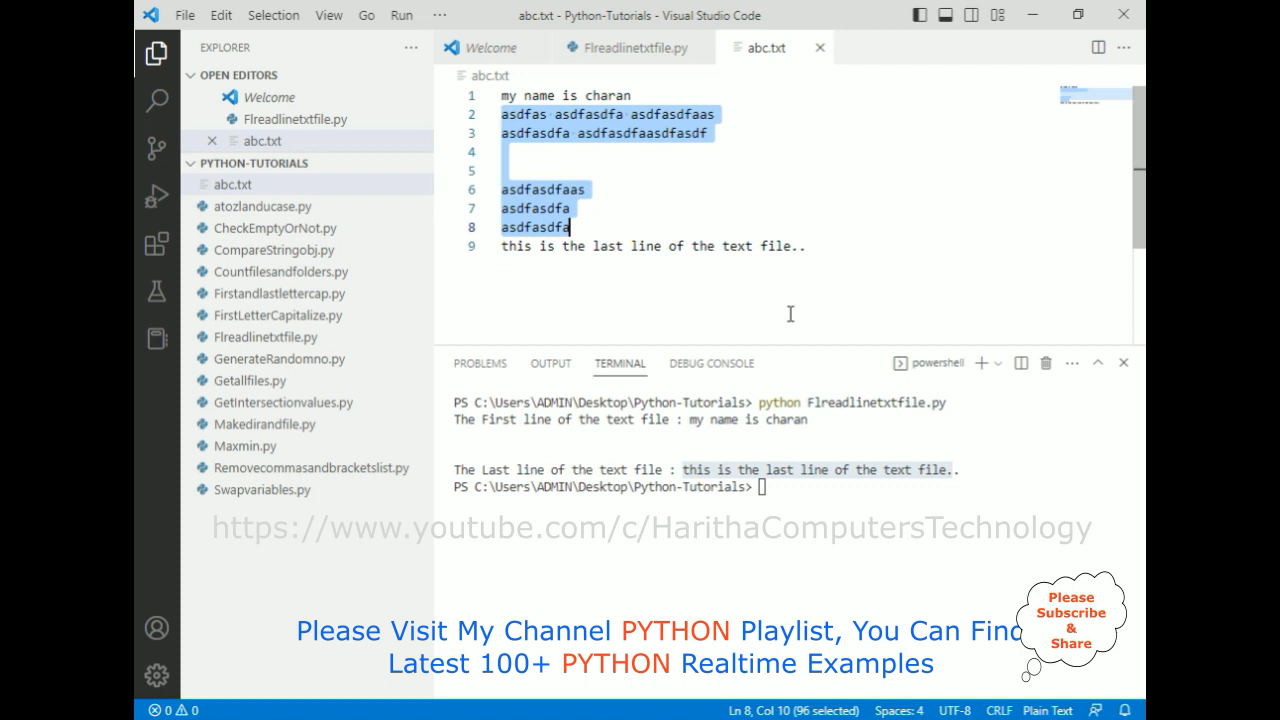 File Edit Selection View Go Run ··· abc.txt - Python-Tutorials - Visual Studio Code
EXPLORER ···
OPEN EDITORS
Welcome
Flreadlinetxtfile.py
abc.txt
PYTHON-TUTORIALS
abc.txt
atozlanducase.py
CheckEmptyOrNot.py
CompareStringobj.py
Countfilesandfolders.py
Firstandlastlettercap.py
FirstLetterCapitalize.py
Flreadlinetxtfile.py
GenerateRandomno.py
Getallfiles.py
GetIntersectionvalues.py
Makedirandfile.py
Maxmin.py
Removecommasandbracketslist.py
Swapvariables.py
Welcome Flreadlinetxtfile.py abc.txt
abc.txt
1 my name is charan
2 asdfas·asdfasdfa·asdfasdfaas
3 asdfasdfa·asdfasdfaasdfasdf
4
5
6 asdfasdfaas
7 asdfasdfa
8 asdfasdfa
9 this is the last line of the text file..
PROBLEMS OUTPUT TERMINAL DEBUG CONSOLE powershell
PS C:\Users\ADMIN\Desktop\Python-Tutorials> python Flreadlinetxtfile.py
The First line of the text file : my name is charan
The Last line of the text file : this is the last line of the text file..
PS C:\Users\ADMIN\Desktop\Python-Tutorials>
https://www.youtube.com/c/HarithaComputersTechnology
Please Visit My Channel PYTHON Playlist, You Can Find
Latest 100+ PYTHON Realtime Examples
Please
Subscribe
&
Share
0 0 Ln 8, Col 10 (96 selected) Spaces: 4 UTF-8 CRLF Plain Text